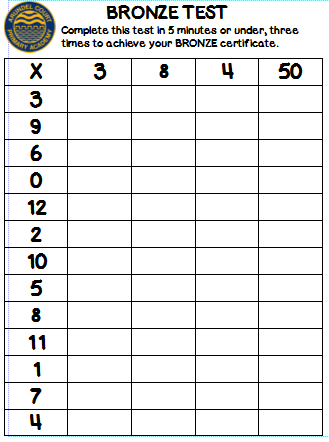 ARUNDEL COURT
PRIMARY ACADEMY
BRONZE TEST
Complete this test in 5 minutes or under, three
times to achieve your BRONZE certificate.
X 3 8 4 50
3
9
6
0
12
2
10
5
8
11
1
7
4